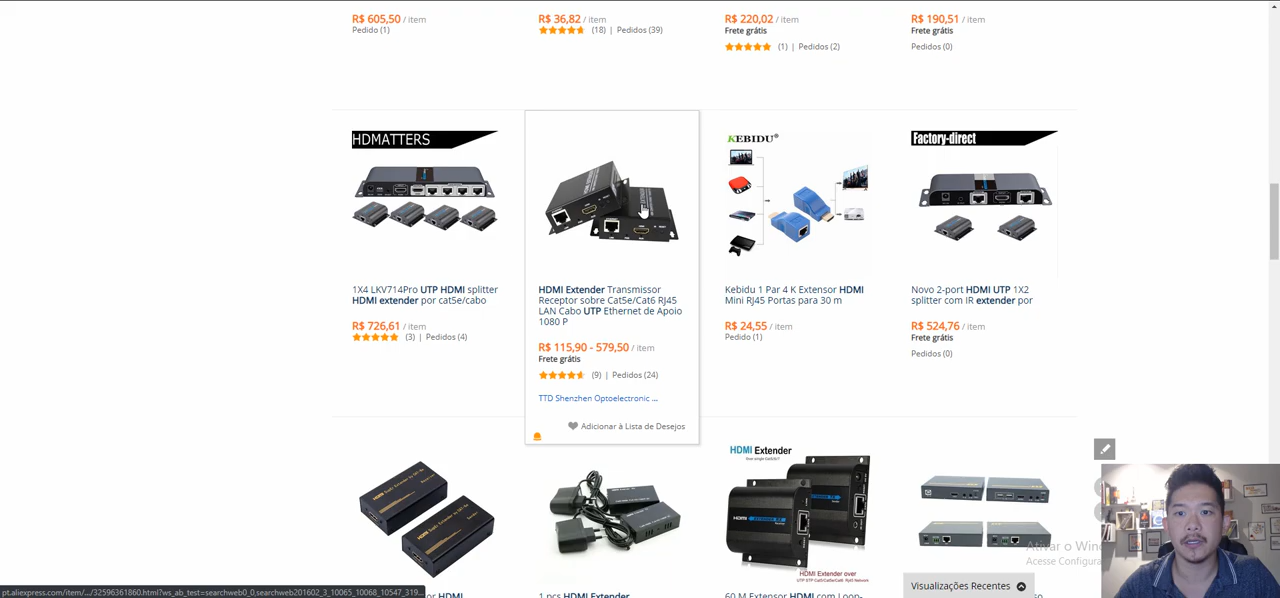 R$ 605,50 / item
Pedido (1)
R$ 36,82 / item
(18) | Pedidos (39)
R$ 220,02 / item
Frete grátis
(1) | Pedidos (2)
R$ 190,51 / item
Frete grátis
Pedidos (0)
HDMATTERS
1X4 LKV714Pro UTP HDMI splitter
HDMI extender por cat5e/cabo
R$ 726,61 / item
(3) | Pedidos (4)
HDMI Extender Transmissor
Receptor sobre Cat5e/Cat6 RJ45
LAN Cabo UTP Ethernet de Apoio
1080 P
R$ 115,90 - 579,50 / item
Frete grátis
(9) | Pedidos (24)
TTD Shenzhen Optoelectronic ...
Adicionar à Lista de Desejos
KEBIDU®
Kebidu 1 Par 4 K Extensor HDMI
Mini RJ45 Portas para 30 m
R$ 24,55 / item
Pedido (1)
Factory-direct
Novo 2-port HDMI UTP 1X2
splitter com IR extender por
R$ 524,76 / item
Frete grátis
Pedidos (0)
HDMI Extender
HDMI Extender over
1 pcs HDMI Extender
60 M Extensor HDMI com Loop-
Ativar o Wind
Acesse Configura
Visualizações Recentes
pt.aliexpress.com/item/.../32596361860.html?ws_ab_test=searchweb0_0,searchweb201602_3_10065_10068_10547_319...